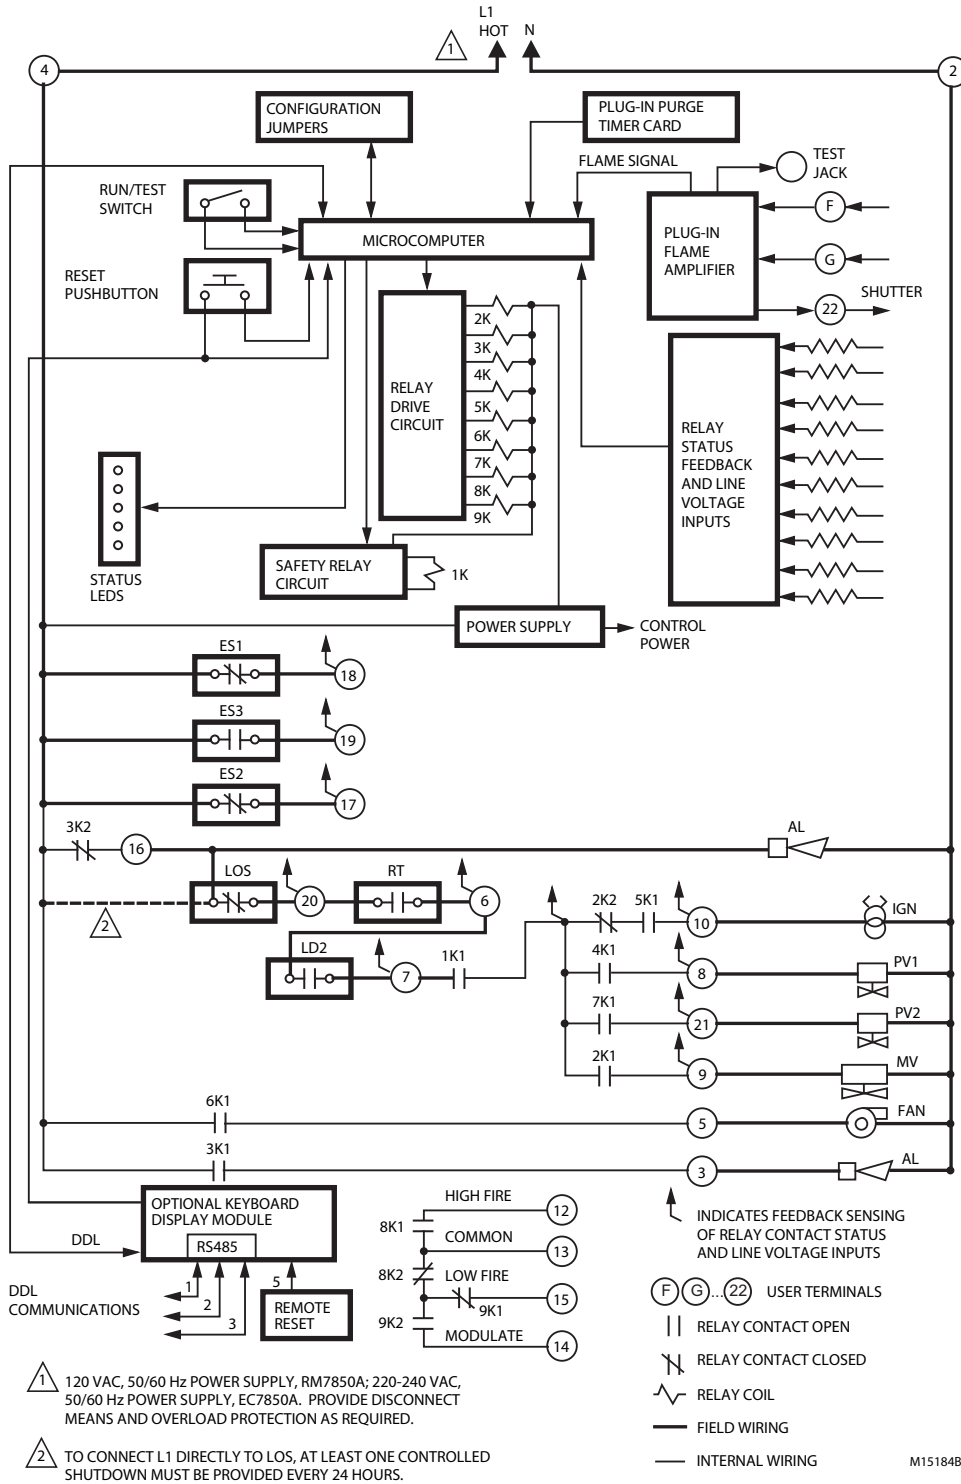 L1
HOT N
1
4
2
CONFIGURATION
JUMPERS
PLUG-IN PURGE
TIMER CARD
FLAME SIGNAL
TEST
JACK
RUN/TEST
SWITCH
MICROCOMPUTER
PLUG-IN
FLAME
AMPLIFIER
F
G
22
SHUTTER
RESET
PUSHBUTTON
RELAY
DRIVE
CIRCUIT
2K
3K
4K
5K
6K
7K
8K
9K
RELAY
STATUS
FEEDBACK
AND LINE
VOLTAGE
INPUTS
STATUS
LEDS
SAFETY RELAY
CIRCUIT
1K
POWER SUPPLY
CONTROL
POWER
ES1
18
ES3
19
ES2
17
3K2
16
AL
LOS
20
RT
6
2
LD2
7
1K1
2K2
5K1
10
IGN
4K1
8
PV1
7K1
21
PV2
2K1
9
MV
6K1
5
FAN
3K1
3
AL
OPTIONAL KEYBOARD
DISPLAY MODULE
RS485
DDL
DDL
COMMUNICATIONS
1
2
3
5
REMOTE
RESET
HIGH FIRE
12
8K1
COMMON
13
8K2
LOW FIRE
9K1
15
9K2
MODULATE
14
INDICATES FEEDBACK SENSING
OF RELAY CONTACT STATUS
AND LINE VOLTAGE INPUTS
F G ... 22 USER TERMINALS
RELAY CONTACT OPEN
RELAY CONTACT CLOSED
RELAY COIL
FIELD WIRING
INTERNAL WIRING
1 120 VAC, 50/60 Hz POWER SUPPLY, RM7850A; 220-240 VAC,
50/60 Hz POWER SUPPLY, EC7850A. PROVIDE DISCONNECT
MEANS AND OVERLOAD PROTECTION AS REQUIRED.
2 TO CONNECT L1 DIRECTLY TO LOS, AT LEAST ONE CONTROLLED
SHUTDOWN MUST BE PROVIDED EVERY 24 HOURS.
M15184B